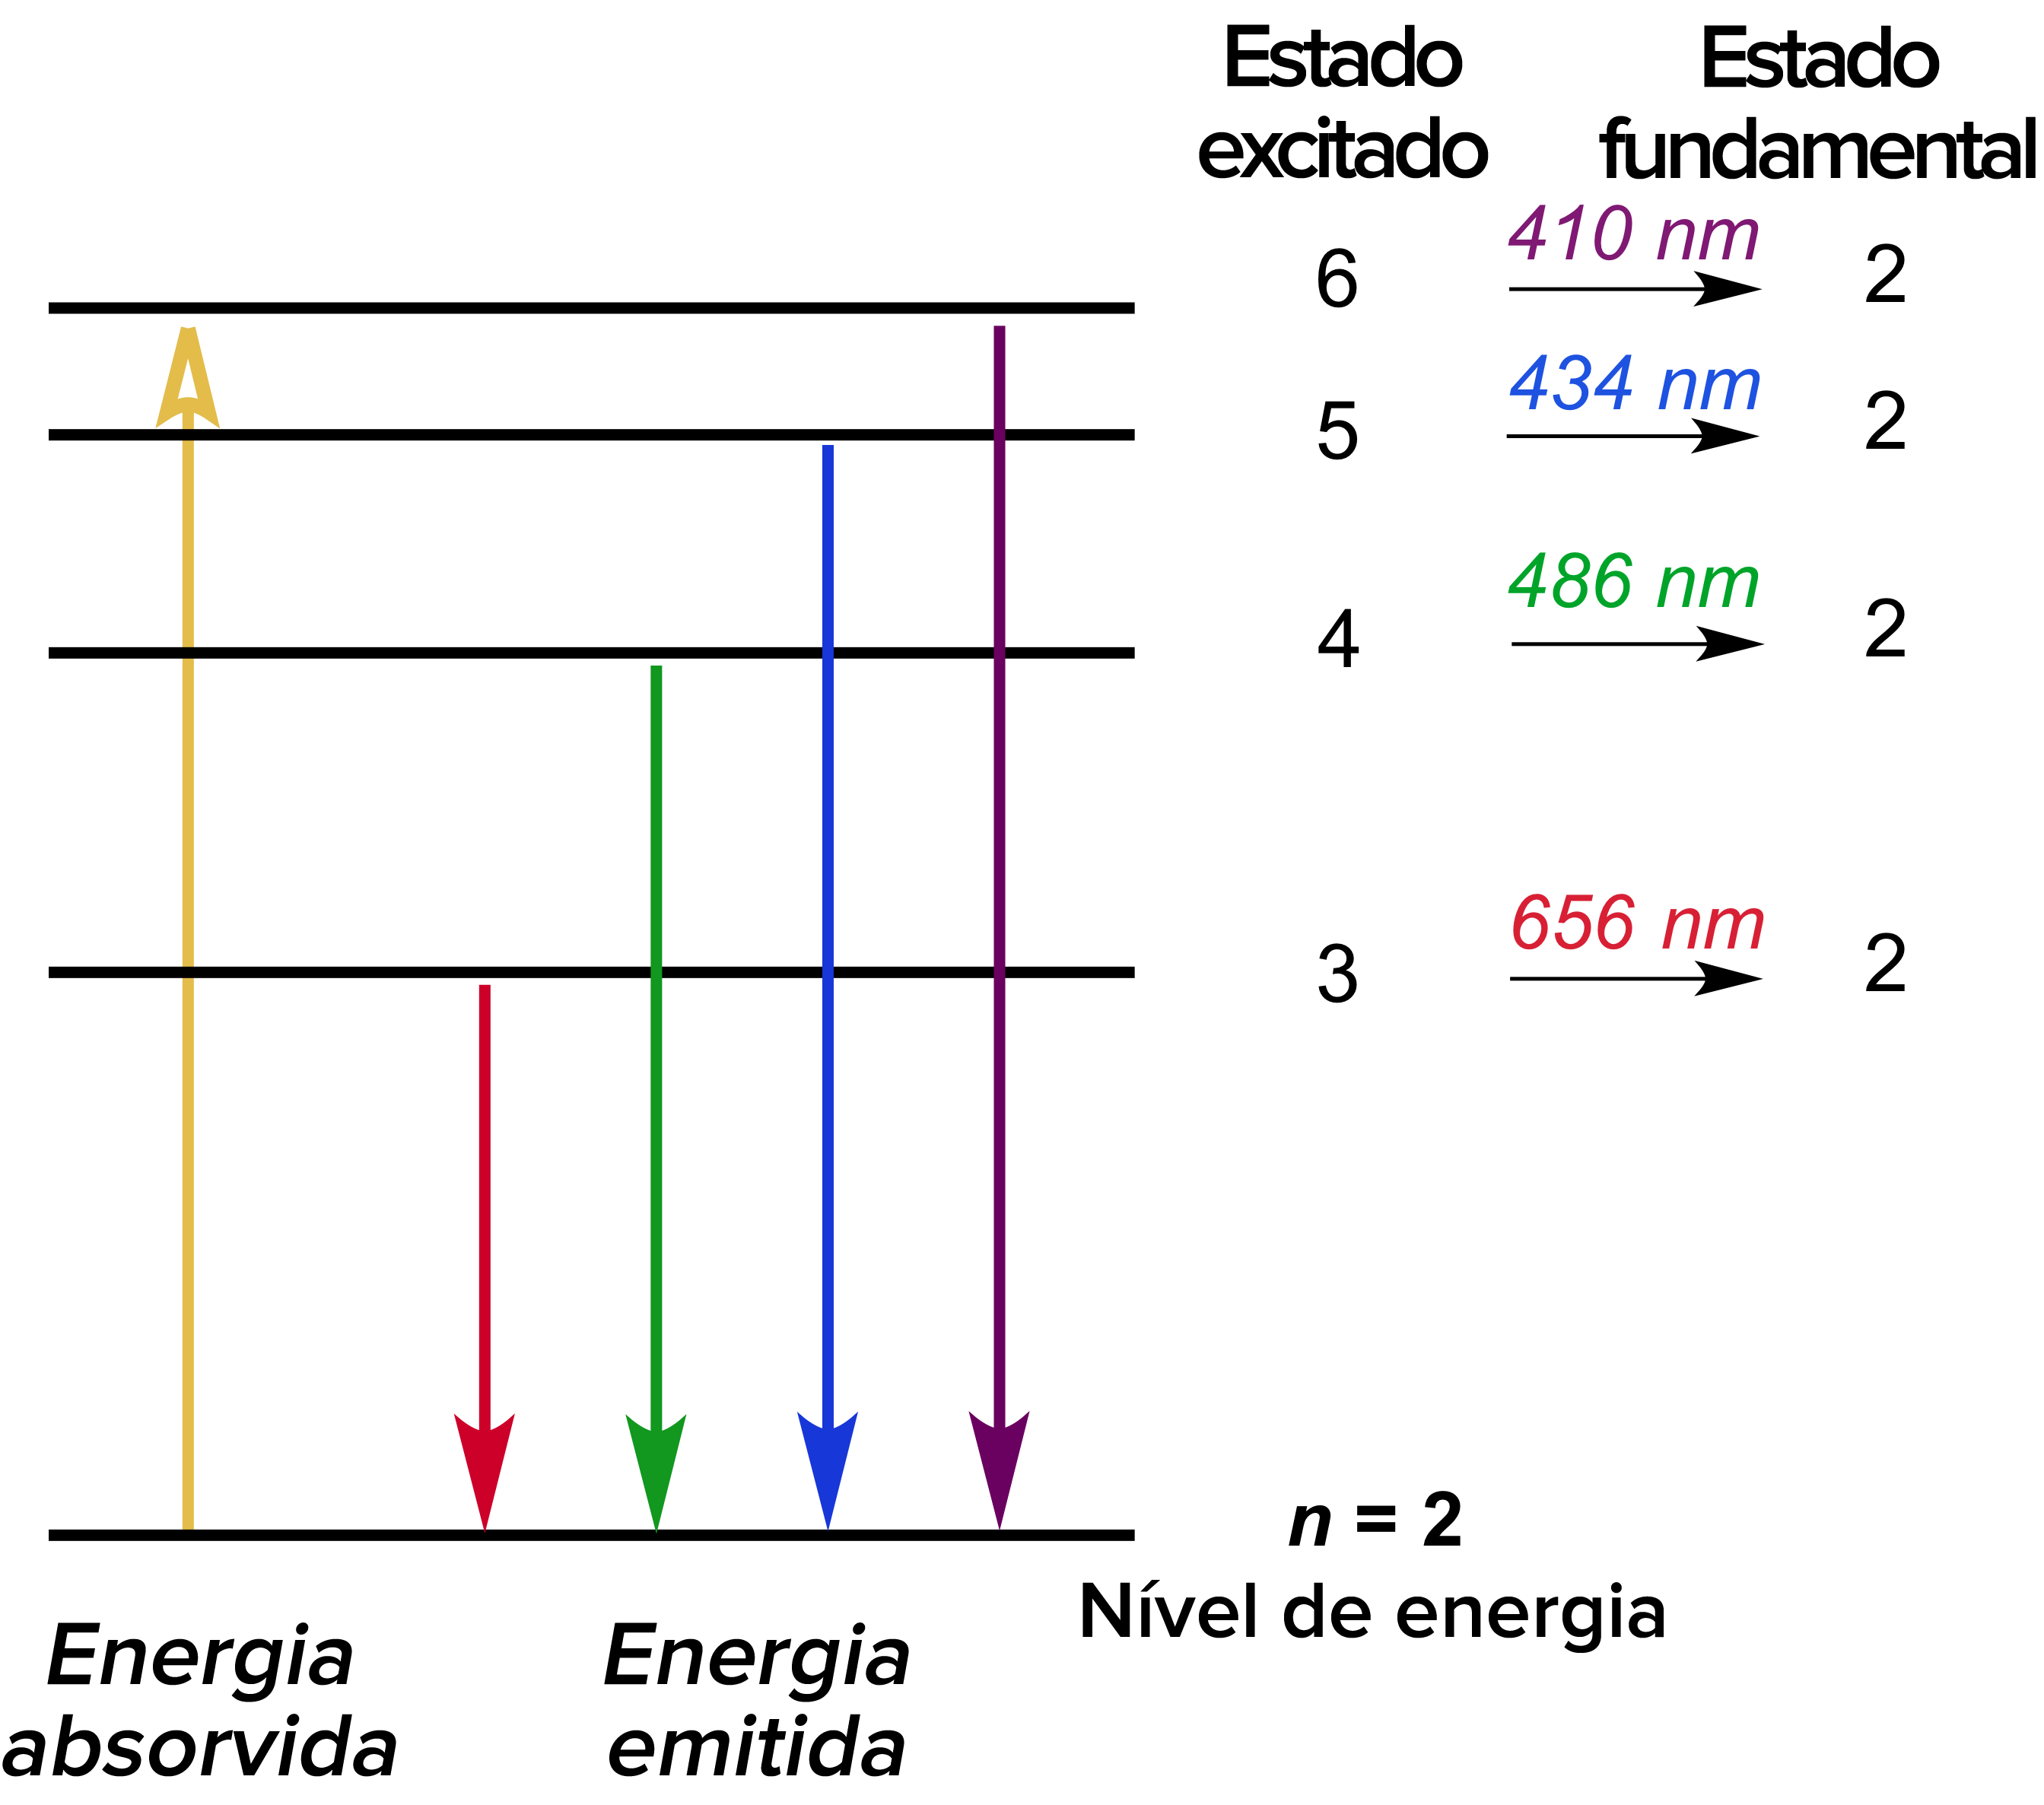 Estado
excitado
Estado
fundamental
410 nm
6
2
434 nm
5
2
486 nm
4
2
656 nm
3
2
n = 2
Nível de energia
Energia
absorvida
Energia
emitida